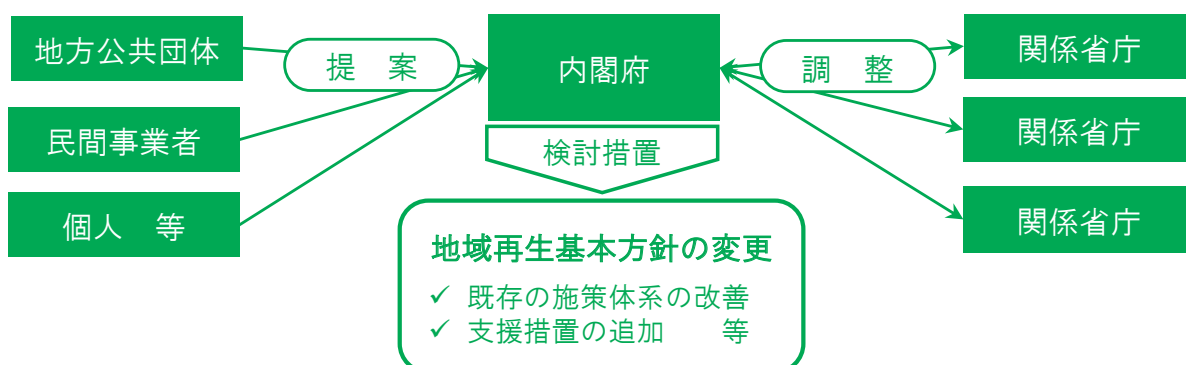 地方公共団体
民間事業者
個人　等
提　案
内閣府
調　整
関係省庁
関係省庁
関係省庁
検討措置
地域再生基本方針の変更
✓ 既存の施策体系の改善
✓ 支援措置の追加　　等